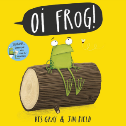 OI FROG!
KES GRAY & JIM FIELD